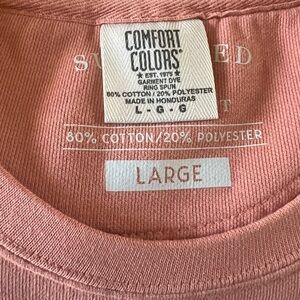 COMFORT
COLORS
★ EST. 1975 ★
GARMENT DYE
RING SPUN
80% COTTON / 20% POLYESTER
MADE IN HONDURAS
L - G - G
80% COTTON/20% POLYESTER
LARGE